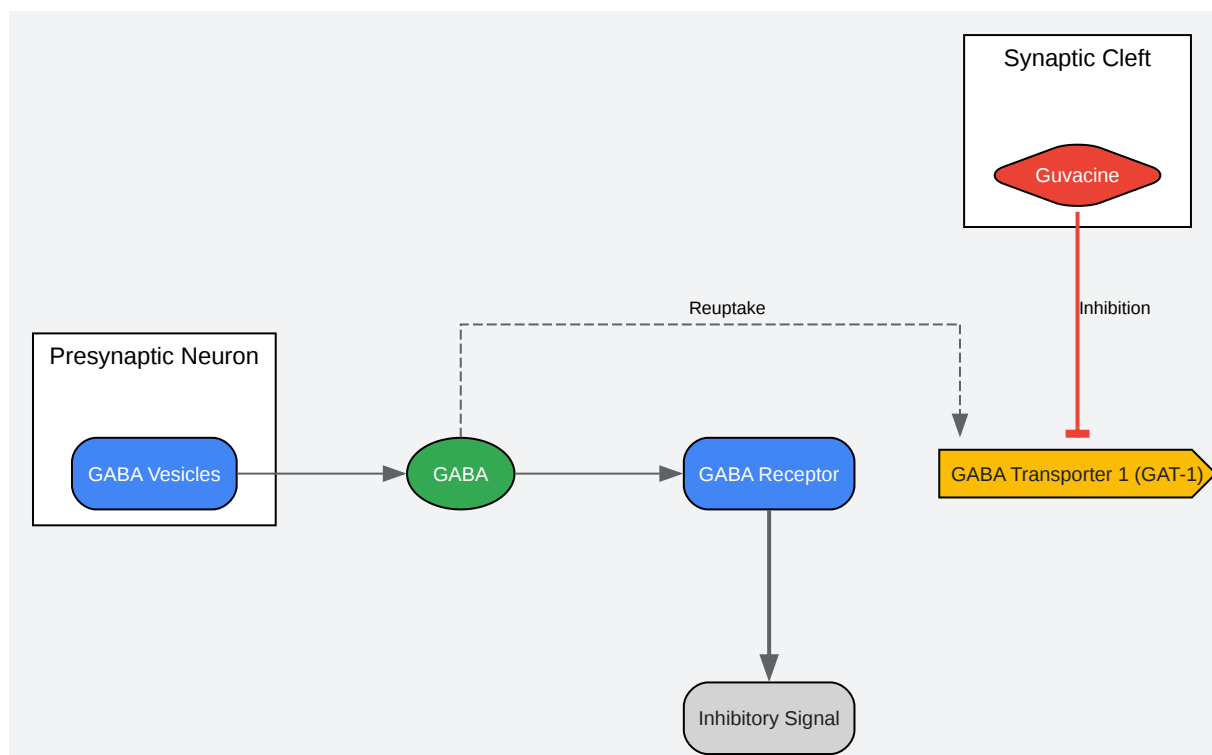 Synaptic Cleft
Guvacine
Reuptake
Inhibition
Presynaptic Neuron
GABA Vesicles
GABA
GABA Receptor
GABA Transporter 1 (GAT-1)
Inhibitory Signal